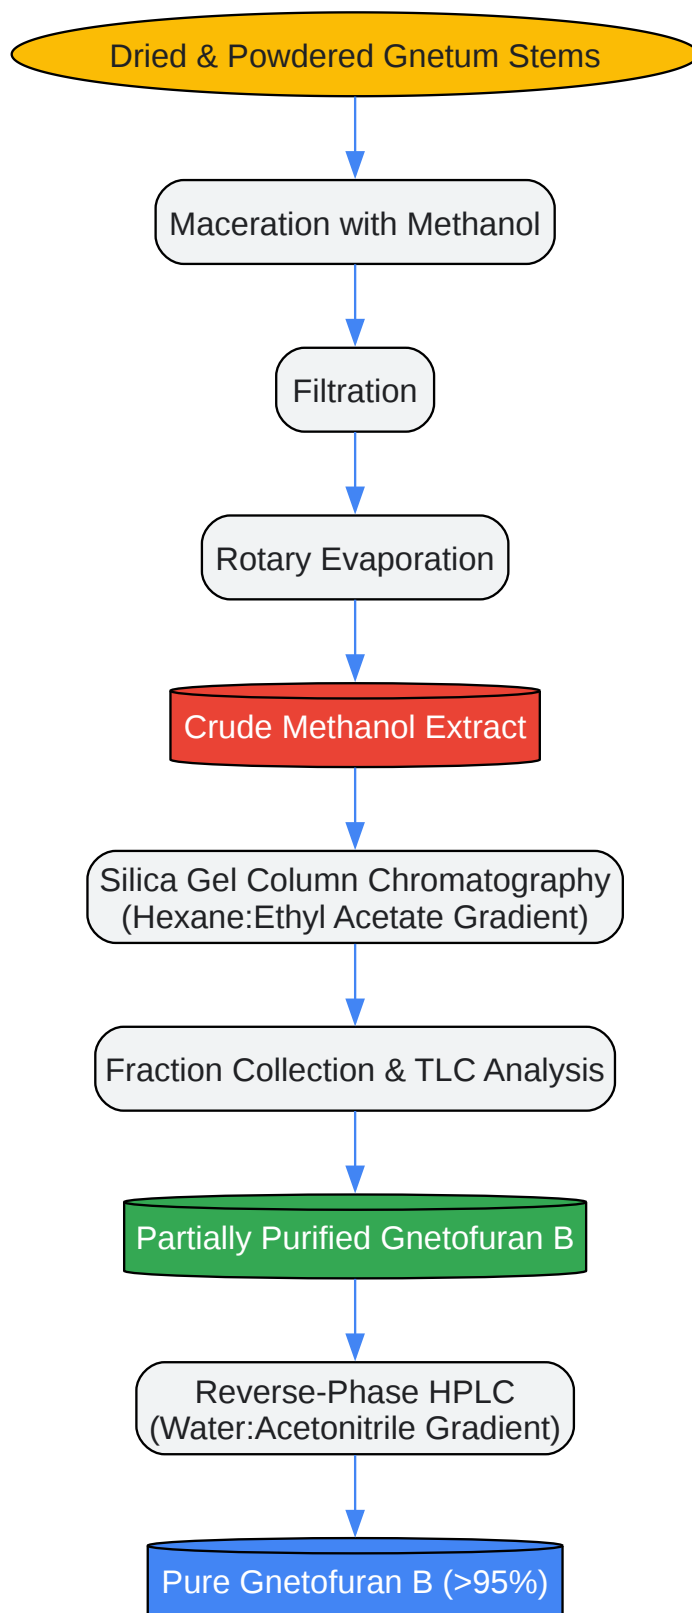 Dried & Powdered Gnetum Stems
Maceration with Methanol
Filtration
Rotary Evaporation
Crude Methanol Extract
Silica Gel Column Chromatography
(Hexane:Ethyl Acetate Gradient)
Fraction Collection & TLC Analysis
Partially Purified Gnetofuran B
Reverse-Phase HPLC
(Water:Acetonitrile Gradient)
Pure Gnetofuran B (>95%)